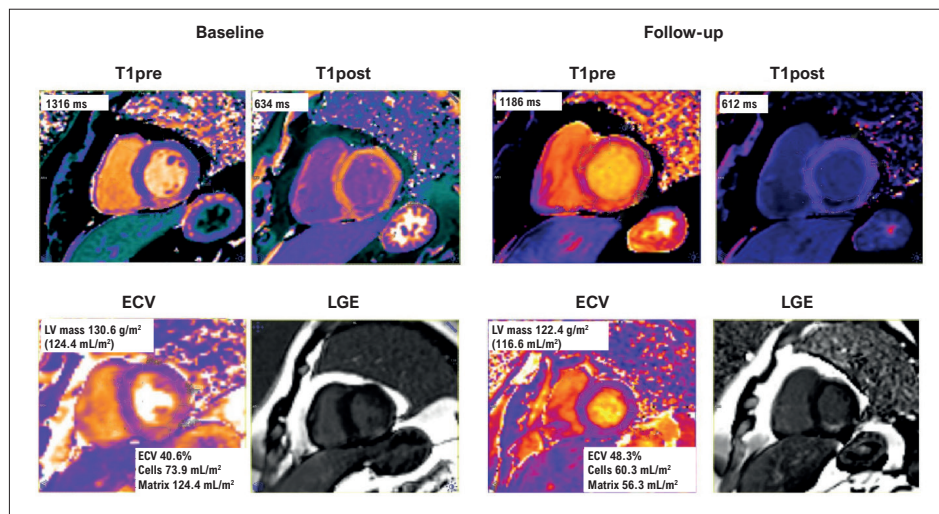 Baseline
Follow-up
T1pre
T1post
T1pre
T1post
1316 ms
634 ms
1186 ms
612 ms
ECV
LGE
ECV
LGE
LV mass 130.6 g/m²
(124.4 mL/m²)
LV mass 122.4 g/m²
(116.6 mL/m²)
ECV 40.6%
Cells 73.9 mL/m²
Matrix 124.4 mL/m²
ECV 48.3%
Cells 60.3 mL/m²
Matrix 56.3 mL/m²